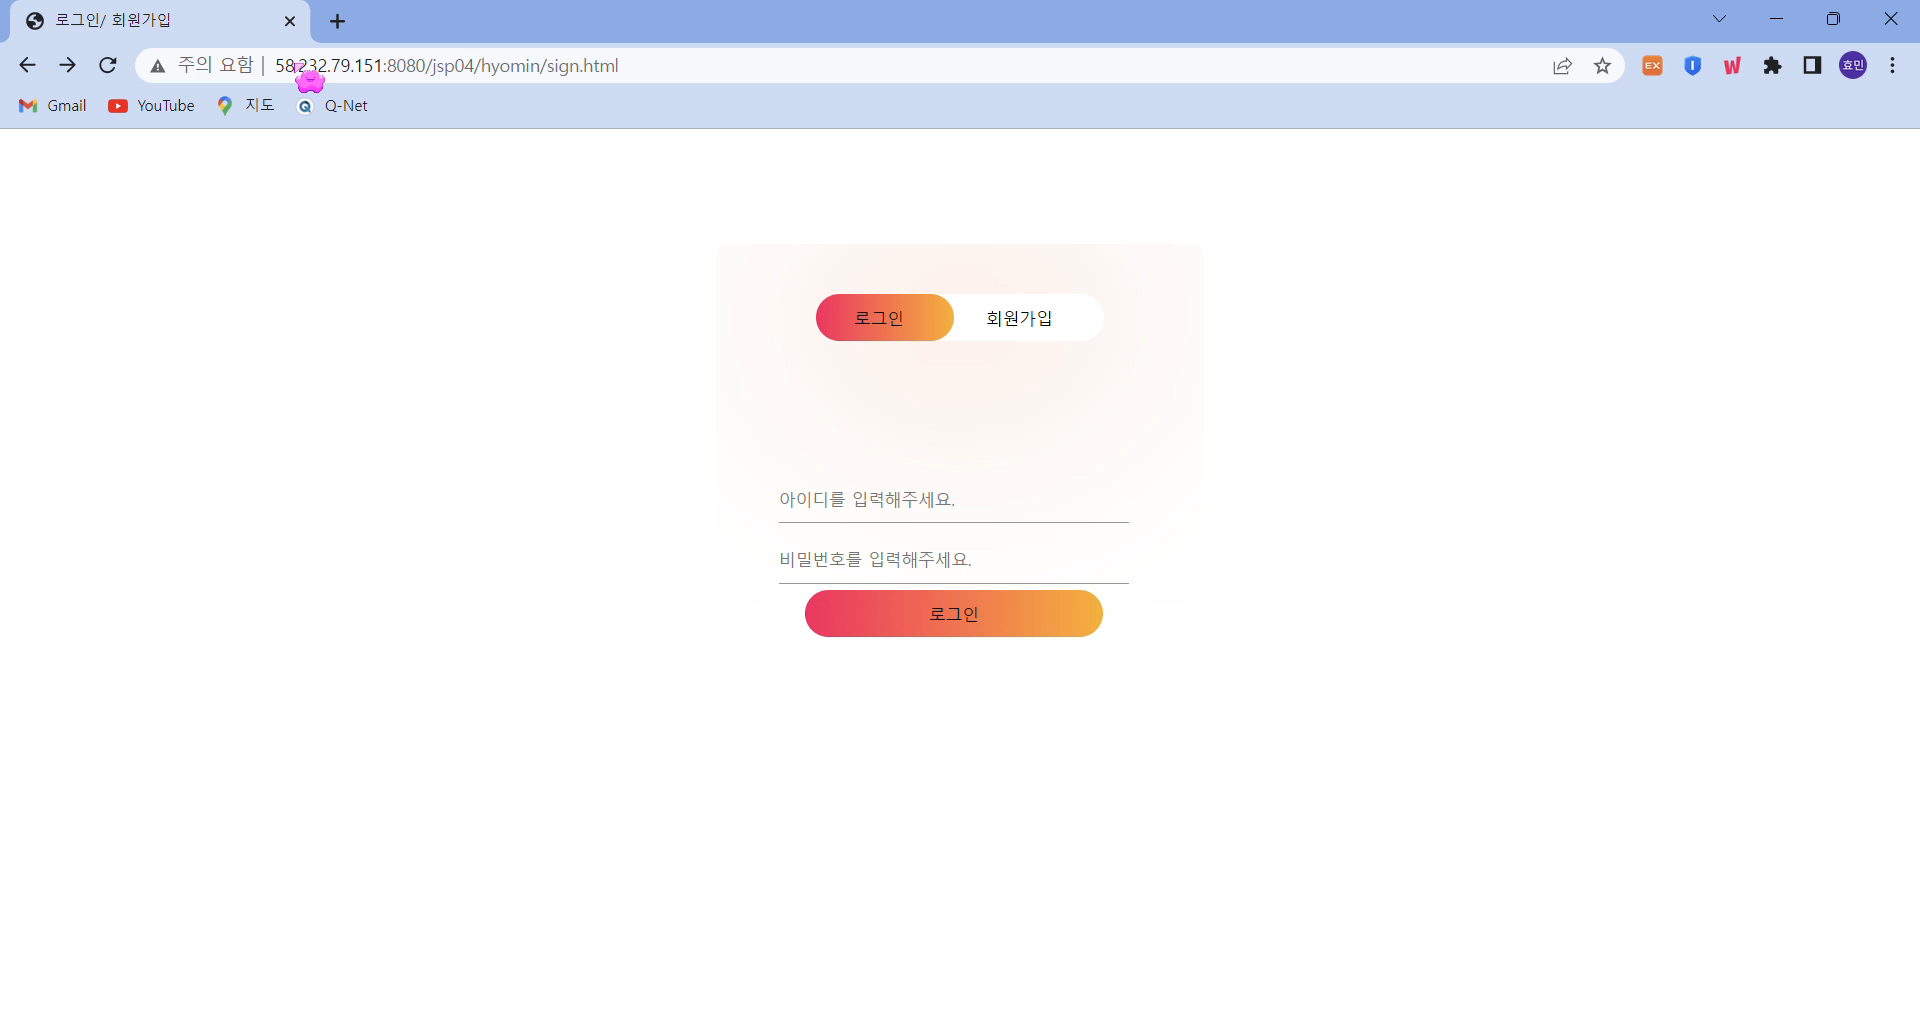 로그인/ 회원가입
주의 요함 | 58.232.79.151:8080/jsp04/hyomin/sign.html
EX
효민
Gmail YouTube 지도 Q-Net
로그인 회원가입
아이디를 입력해주세요.
비밀번호를 입력해주세요.
로그인